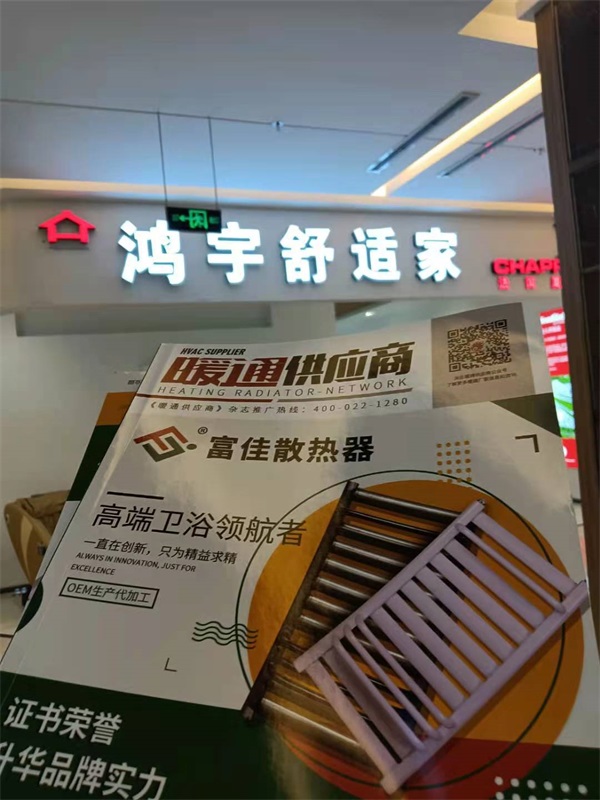 鸿宇舒适家
CHAPP
HVAC SUPPLIER
暖通供应商
HEATING RADIATOR-NETWORK
《暖通供应商》杂志推广热线：400-022-1280
®富佳散热器
高端卫浴领航者
一直在创新，只为精益求精
ALWAYS IN INNOVATION, JUST FOR
EXCELLENCE
OEM生产代加工
证书荣誉
升华品牌实力